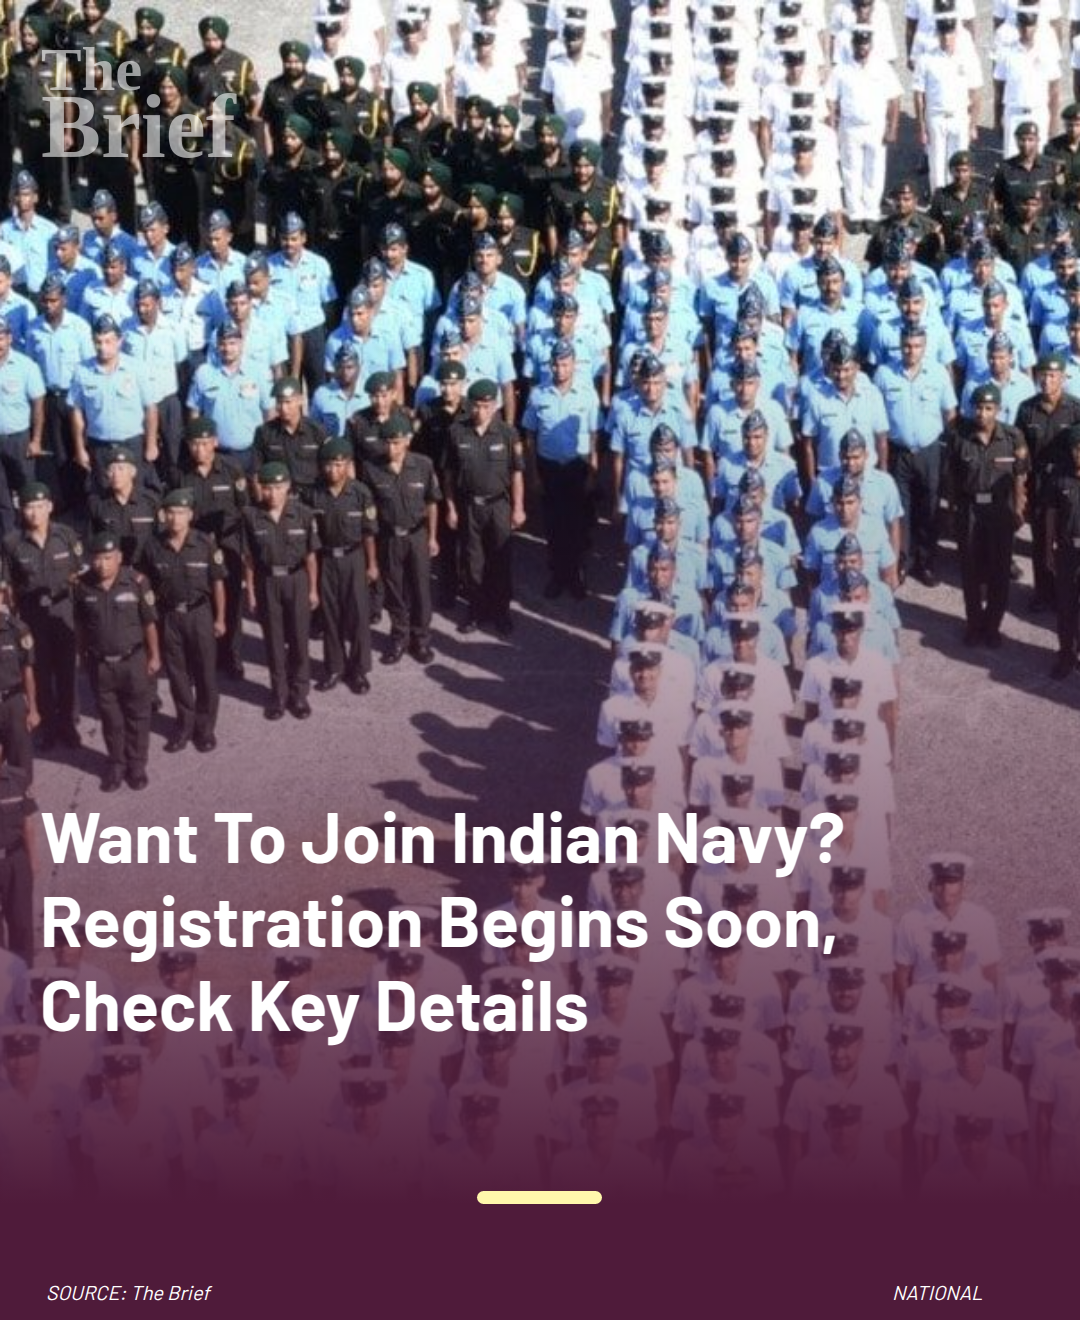 The
Brief
Want To Join Indian Navy?
Registration Begins Soon,
Check Key Details
SOURCE: The Brief
NATIONAL